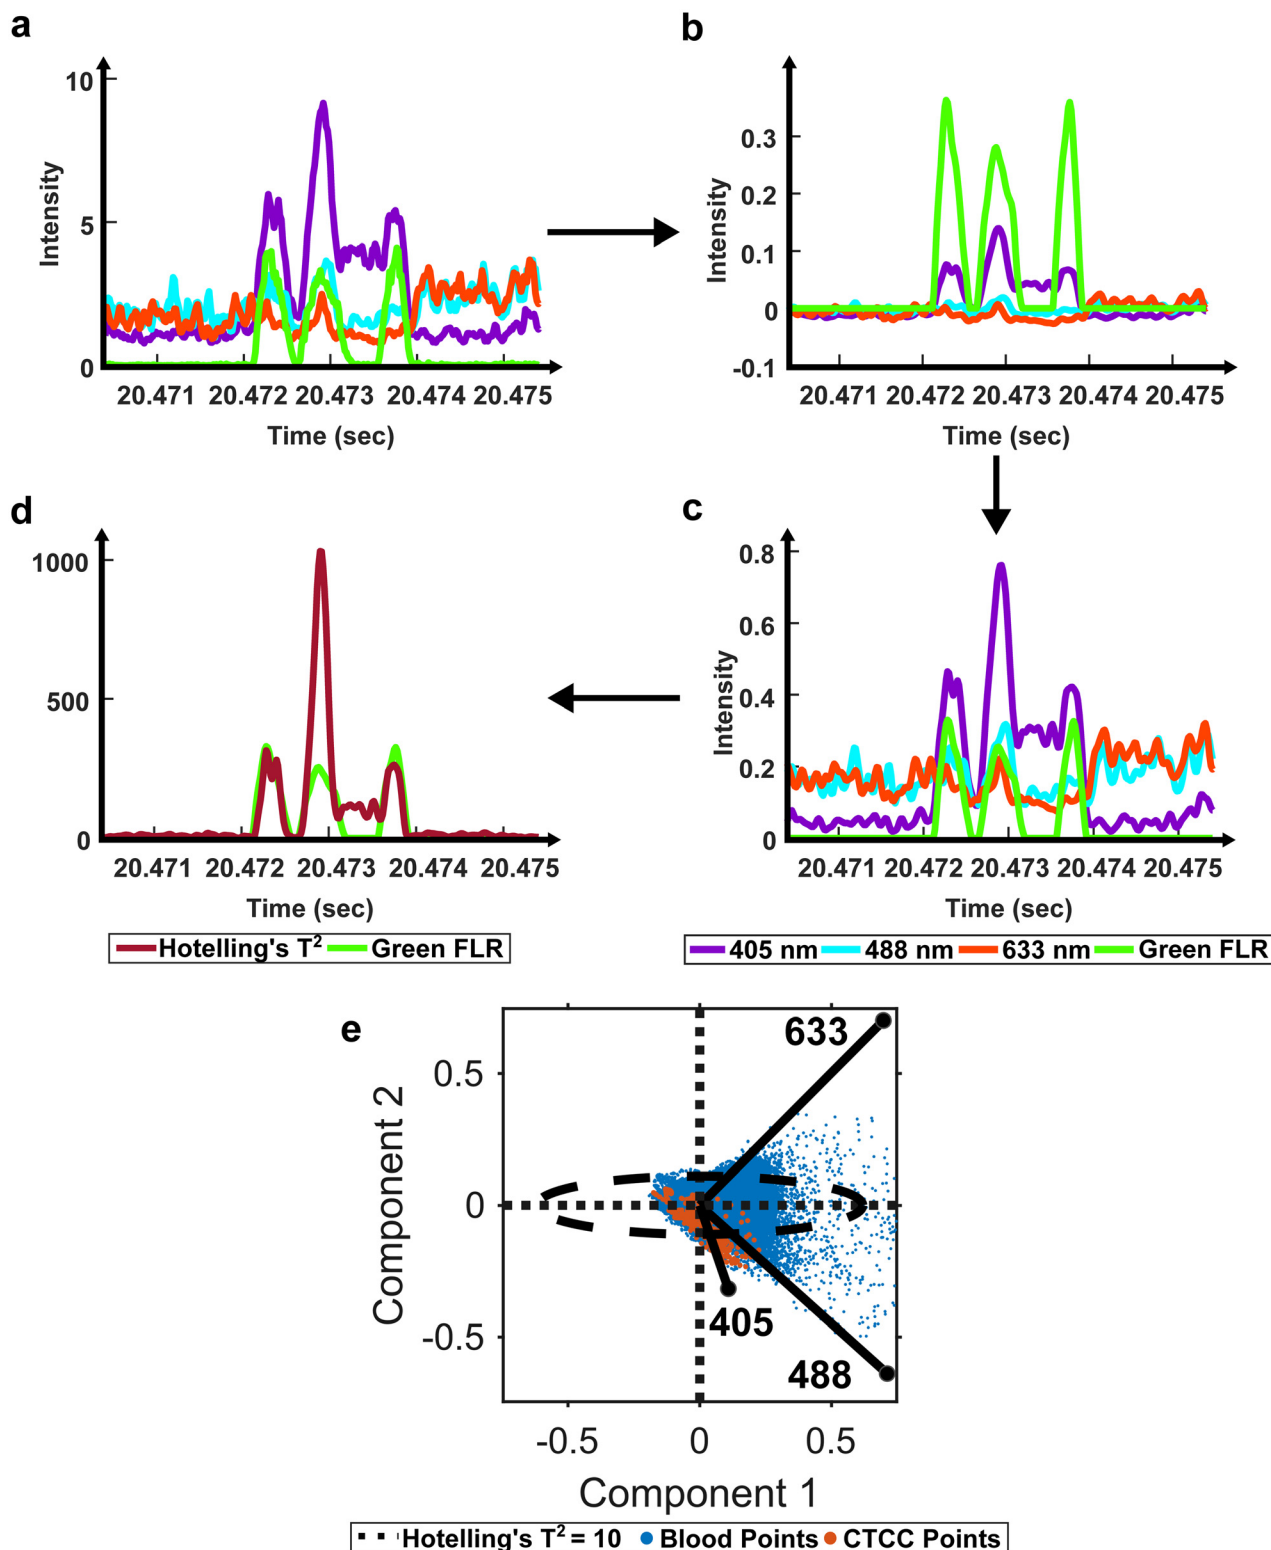 a
10
5
0
Intensity
20.471 20.472 20.473 20.474 20.475
Time (sec)
b
0.3
0.2
0.1
0
-0.1
Intensity
20.471 20.472 20.473 20.474 20.475
Time (sec)
d
1000
500
0
20.471 20.472 20.473 20.474 20.475
Time (sec)
Hotelling's T² Green FLR
c
0.8
0.6
0.4
0.2
0
Intensity
20.471 20.472 20.473 20.474 20.475
Time (sec)
405 nm 488 nm 633 nm Green FLR
e
633
405
488
0.5
0
-0.5
Component 2
-0.5 0 0.5
Component 1
Hotelling's T² = 10 Blood Points CTCC Points